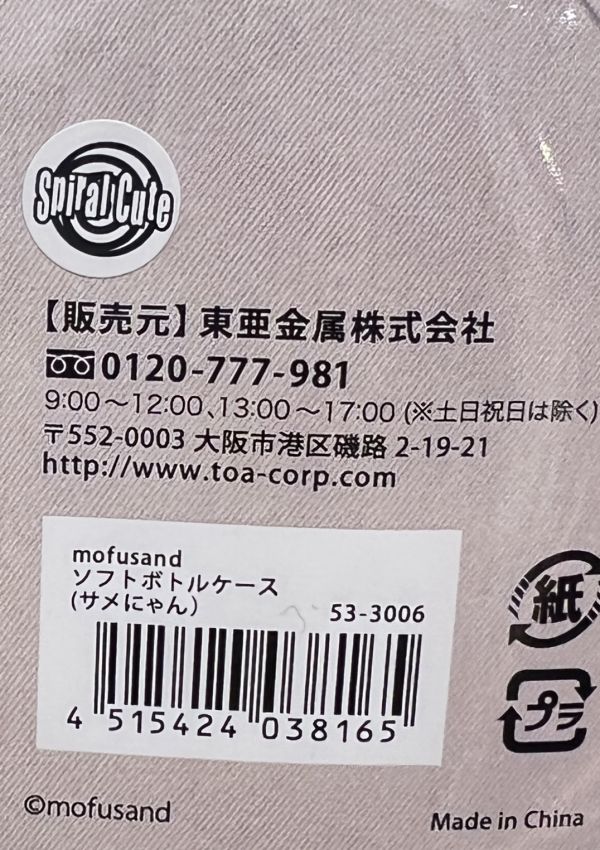 Spiral Cute
【販売元】東亜金属株式会社
0120-777-981
9:00～12:00、13:00～17:00 (※土日祝日は除く)
〒552-0003 大阪市港区磯路 2-19-21
http://www.toa-corp.com
mofusand
ソフトボトルケース
(サメにゃん)
53-3006
4 515424 038165
紙
プラ
©mofusand
Made in China